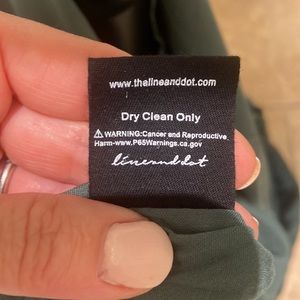 www.thelineanddot.com
Dry Clean Only
⚠WARNING:Cancer and Reproductive
Harm-www.P65Warnings.ca.gov
lineanddot